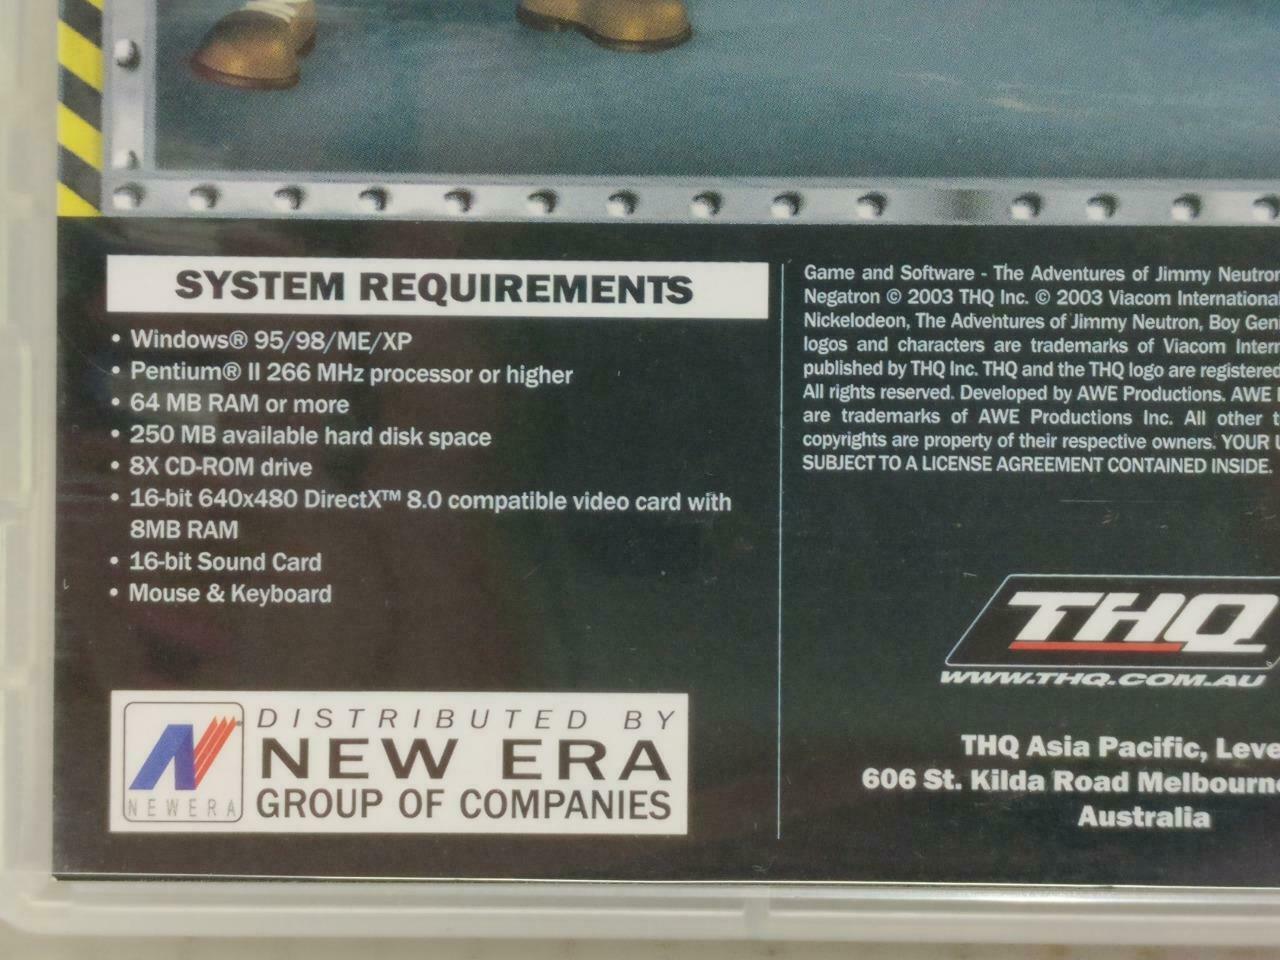 SYSTEM REQUIREMENTS
• Windows® 95/98/ME/XP
• Pentium® II 266 MHz processor or higher
• 64 MB RAM or more
• 250 MB available hard disk space
• 8X CD-ROM drive
• 16-bit 640x480 DirectX™ 8.0 compatible video card with
8MB RAM
• 16-bit Sound Card
• Mouse & Keyboard
NEWERA
DISTRIBUTED BY
NEW ERA
GROUP OF COMPANIES
Game and Software - The Adventures of Jimmy Neutron
Negatron © 2003 THQ Inc. © 2003 Viacom International
Nickelodeon, The Adventures of Jimmy Neutron, Boy
logos and characters are trademarks of Viacom
published by THQ Inc. THQ and the THQ logo are registered
All rights reserved. Developed by AWE Productions. AWE
are trademarks of AWE Productions Inc. All other
copyrights are property of their respective owners. YOUR
SUBJECT TO A LICENSE AGREEMENT CONTAINED INSIDE.
THQ
WWW.THQ.COM.AU
THQ Asia Pacific,
606 St. Kilda Road
Australia